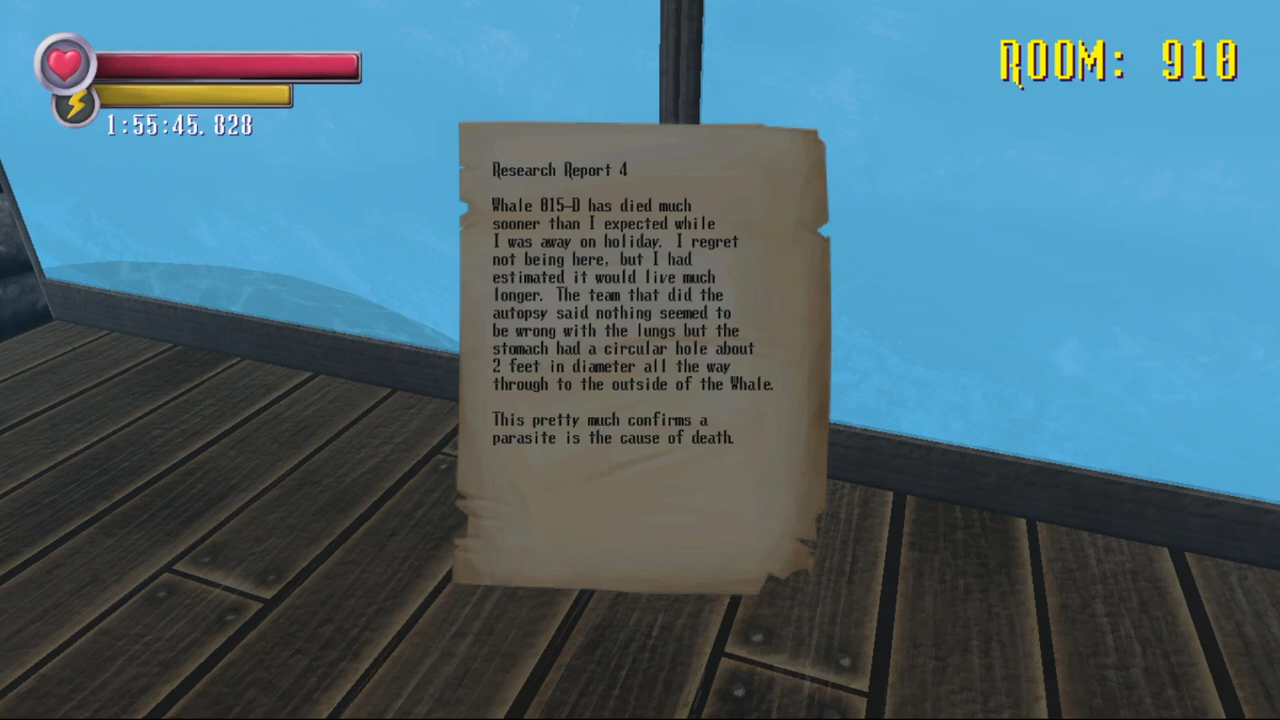 ROOM: 910
1:55:45.828
Research Report 4
Whale 015-D has died much
sooner than I expected while
I was away on holiday. I regret
not being here, but I had
estimated it would live much
longer. The team that did the
autopsy said nothing seemed to
be wrong with the lungs but the
stomach had a circular hole about
2 feet in diameter all the way
through to the outside of the Whale.
This pretty much confirms a
parasite is the cause of death.